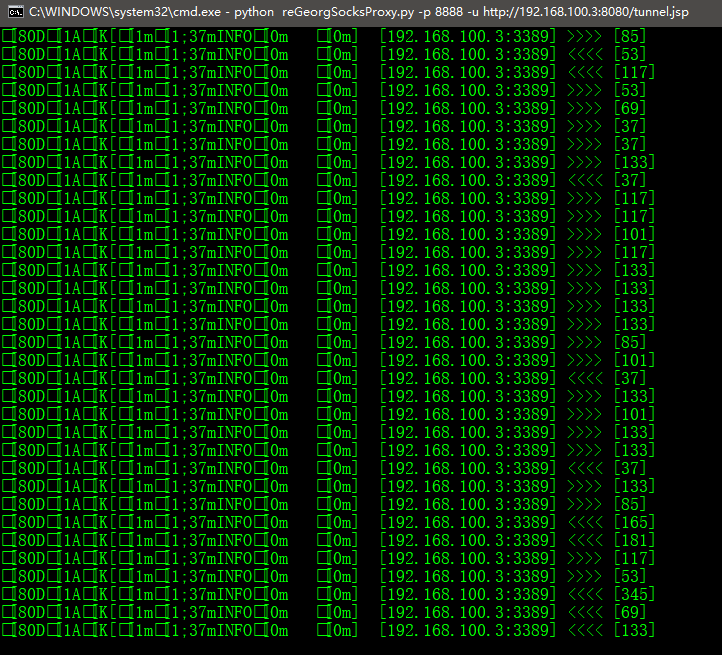 C:\WINDOWS\system32\cmd.exe - python  reGeorgSocksProxy.py -p 8888 -u http://192.168.100.3:8080/tunnel.jsp
□[80D□[1A□[K[□[1m□[1;37mINFO□[0m   □[0m]  [192.168.100.3:3389] >>>> [85]
□[80D□[1A□[K[□[1m□[1;37mINFO□[0m   □[0m]  [192.168.100.3:3389] <<<< [53]
□[80D□[1A□[K[□[1m□[1;37mINFO□[0m   □[0m]  [192.168.100.3:3389] <<<< [117]
□[80D□[1A□[K[□[1m□[1;37mINFO□[0m   □[0m]  [192.168.100.3:3389] >>>> [53]
□[80D□[1A□[K[□[1m□[1;37mINFO□[0m   □[0m]  [192.168.100.3:3389] >>>> [69]
□[80D□[1A□[K[□[1m□[1;37mINFO□[0m   □[0m]  [192.168.100.3:3389] >>>> [37]
□[80D□[1A□[K[□[1m□[1;37mINFO□[0m   □[0m]  [192.168.100.3:3389] >>>> [37]
□[80D□[1A□[K[□[1m□[1;37mINFO□[0m   □[0m]  [192.168.100.3:3389] >>>> [133]
□[80D□[1A□[K[□[1m□[1;37mINFO□[0m   □[0m]  [192.168.100.3:3389] <<<< [37]
□[80D□[1A□[K[□[1m□[1;37mINFO□[0m   □[0m]  [192.168.100.3:3389] >>>> [117]
□[80D□[1A□[K[□[1m□[1;37mINFO□[0m   □[0m]  [192.168.100.3:3389] >>>> [117]
□[80D□[1A□[K[□[1m□[1;37mINFO□[0m   □[0m]  [192.168.100.3:3389] >>>> [101]
□[80D□[1A□[K[□[1m□[1;37mINFO□[0m   □[0m]  [192.168.100.3:3389] >>>> [117]
□[80D□[1A□[K[□[1m□[1;37mINFO□[0m   □[0m]  [192.168.100.3:3389] >>>> [133]
□[80D□[1A□[K[□[1m□[1;37mINFO□[0m   □[0m]  [192.168.100.3:3389] >>>> [133]
□[80D□[1A□[K[□[1m□[1;37mINFO□[0m   □[0m]  [192.168.100.3:3389] >>>> [133]
□[80D□[1A□[K[□[1m□[1;37mINFO□[0m   □[0m]  [192.168.100.3:3389] >>>> [133]
□[80D□[1A□[K[□[1m□[1;37mINFO□[0m   □[0m]  [192.168.100.3:3389] >>>> [85]
□[80D□[1A□[K[□[1m□[1;37mINFO□[0m   □[0m]  [192.168.100.3:3389] >>>> [101]
□[80D□[1A□[K[□[1m□[1;37mINFO□[0m   □[0m]  [192.168.100.3:3389] <<<< [37]
□[80D□[1A□[K[□[1m□[1;37mINFO□[0m   □[0m]  [192.168.100.3:3389] >>>> [133]
□[80D□[1A□[K[□[1m□[1;37mINFO□[0m   □[0m]  [192.168.100.3:3389] >>>> [101]
□[80D□[1A□[K[□[1m□[1;37mINFO□[0m   □[0m]  [192.168.100.3:3389] >>>> [133]
□[80D□[1A□[K[□[1m□[1;37mINFO□[0m   □[0m]  [192.168.100.3:3389] >>>> [133]
□[80D□[1A□[K[□[1m□[1;37mINFO□[0m   □[0m]  [192.168.100.3:3389] <<<< [37]
□[80D□[1A□[K[□[1m□[1;37mINFO□[0m   □[0m]  [192.168.100.3:3389] >>>> [133]
□[80D□[1A□[K[□[1m□[1;37mINFO□[0m   □[0m]  [192.168.100.3:3389] >>>> [85]
□[80D□[1A□[K[□[1m□[1;37mINFO□[0m   □[0m]  [192.168.100.3:3389] <<<< [165]
□[80D□[1A□[K[□[1m□[1;37mINFO□[0m   □[0m]  [192.168.100.3:3389] <<<< [181]
□[80D□[1A□[K[□[1m□[1;37mINFO□[0m   □[0m]  [192.168.100.3:3389] >>>> [117]
□[80D□[1A□[K[□[1m□[1;37mINFO□[0m   □[0m]  [192.168.100.3:3389] >>>> [53]
□[80D□[1A□[K[□[1m□[1;37mINFO□[0m   □[0m]  [192.168.100.3:3389] <<<< [345]
□[80D□[1A□[K[□[1m□[1;37mINFO□[0m   □[0m]  [192.168.100.3:3389] <<<< [69]
□[80D□[1A□[K[□[1m□[1;37mINFO□[0m   □[0m]  [192.168.100.3:3389] <<<< [133]